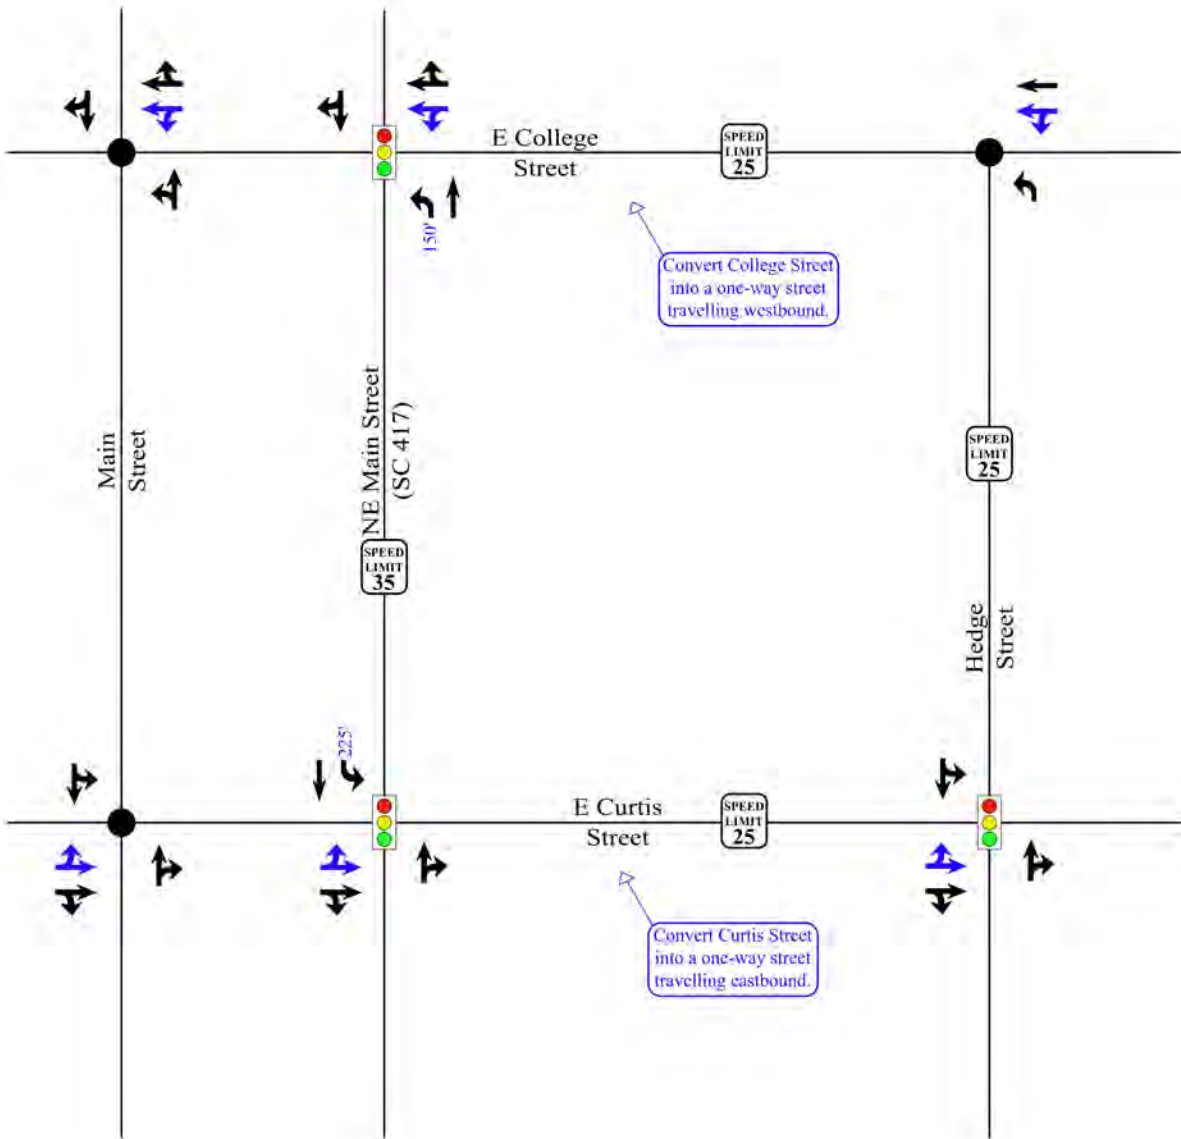 E College
Street
SPEED
LIMIT
25
150'
Convert College Street
into a one-way street
travelling westbound.
Main
Street
NE Main Street
(SC 417)
SPEED
LIMIT
25
SPEED
LIMIT
35
Hedge
Street
225'
E Curtis
Street
SPEED
LIMIT
25
Convert Curtis Street
into a one-way street
travelling eastbound.